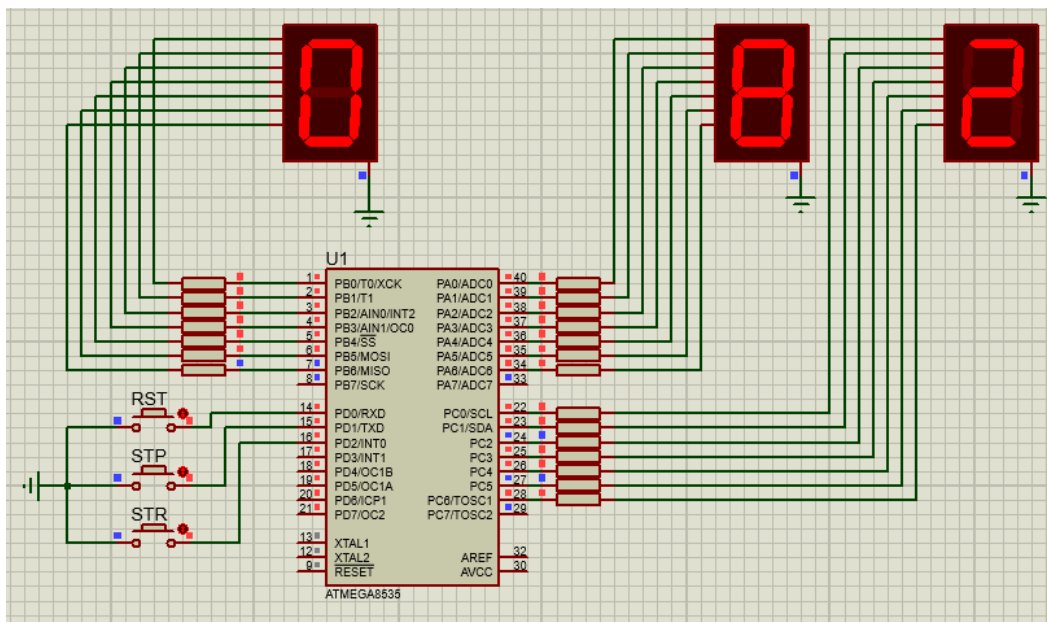 0
8
2
U1
1 PB0/T0/XCK PA0/ADC0 40
2 PB1/T1 PA1/ADC1 39
3 PB2/AIN0/INT2 PA2/ADC2 38
4 PB3/AIN1/OC0 PA3/ADC3 37
5 PB4/SS PA4/ADC4 36
6 PB5/MOSI PA5/ADC5 35
7 PB6/MISO PA6/ADC6 34
8 PB7/SCK PA7/ADC7 33
RST
14 PD0/RXD PC0/SCL 22
15 PD1/TXD PC1/SDA 23
16 PD2/INT0 PC2 24
17 PD3/INT1 PC3 25
STP
18 PD4/OC1B PC4 26
19 PD5/OC1A PC5 27
20 PD6/ICP1 PC6/TOSC1 28
21 PD7/OC2 PC7/TOSC2 29
STR
13 XTAL1
12 XTAL2 AREF 32
9 RESET AVCC 30
ATMEGA8535